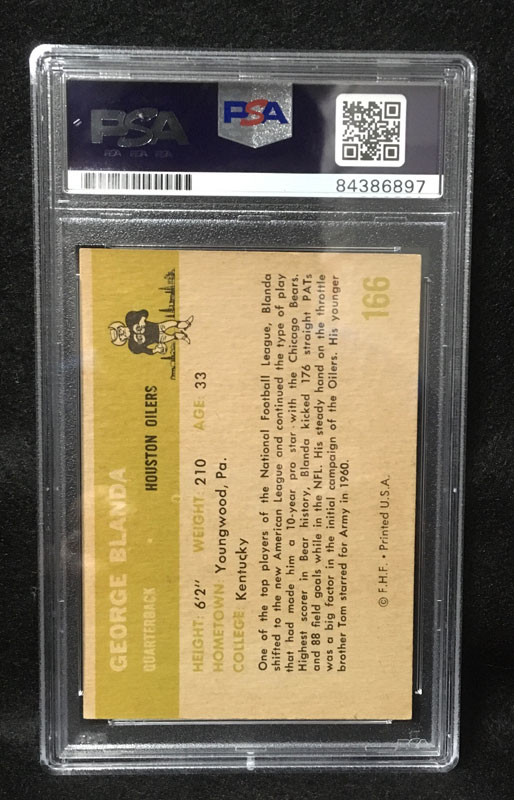 PSA
PSA PSA PSA
PSA
84386897
GEORGE BLANDA
QUARTERBACK
HOUSTON OILERS
HEIGHT: 6'2" WEIGHT: 210 AGE: 33
HOMETOWN: Youngwood, Pa.
COLLEGE: Kentucky
One of the top players of the National Football League, Blanda
shifted to the new American League and continued the type of play
that had made him a 10-year pro star with the Chicago Bears.
Highest scorer in Bear history, Blanda kicked 176 straight PATs
and 88 field goals while in the NFL. His steady hand on the throttle
was a big factor in the initial campaign of the Oilers. His younger
brother Tom starred for Army in 1960.
166
© F.H.F. • Printed U.S.A.